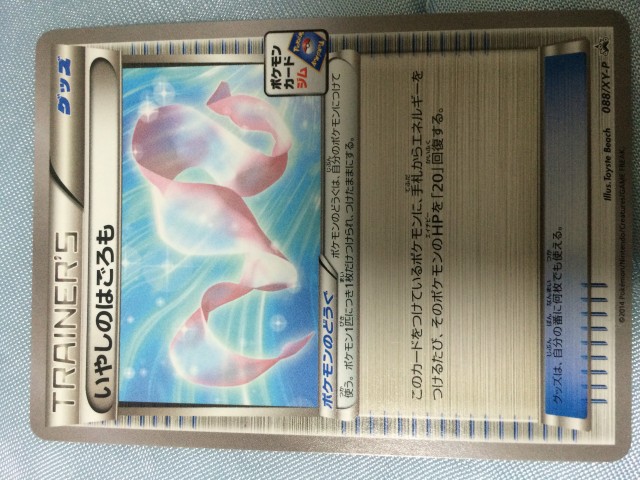 TRAINER'S
グッズ
いやしのはごろも
ポケモン
カード
ジム
ポケモンのどうぐ
ポケモンのどうぐは、自分のポケモンにつけて
使う。ポケモン1匹につき1枚だけつけられ、つけたままにする。
このカードをつけているポケモンに、手札からエネルギーを
つけるたび、そのポケモンのHPを「20」回復する。
グッズは、自分の番に何枚でも使える。
Illus.Toyste Beach
088/XY-P
©2014 Pokémon/Nintendo/Creatures/GAME FREAK.